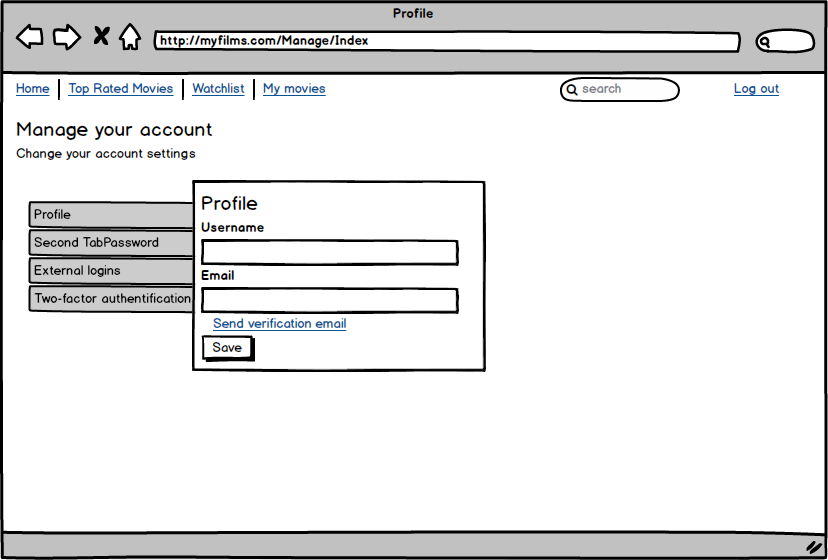 Profile
http://myfilms.com/Manage/Index
Home Top Rated Movies Watchlist My movies search Log out
Manage your account
Change your account settings
Profile
Second TabPassword
External logins
Two-factor authentification
Profile
Username
Email
Send verification email
Save